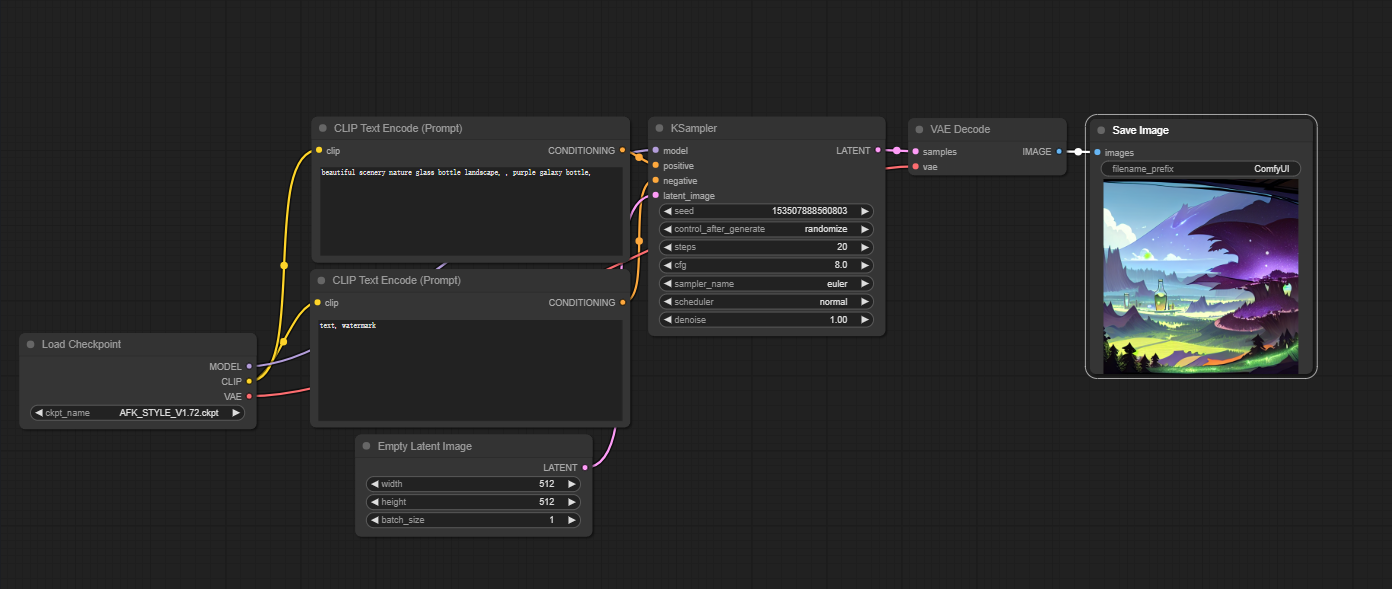 CLIP Text Encode (Prompt)
clip
CONDITIONING
beautiful scenery nature glass bottle landscape, , purple galaxy bottle,
CLIP Text Encode (Prompt)
clip
CONDITIONING
text, watermark
Load Checkpoint
MODEL
CLIP
VAE
ckpt_name AFK_STYLE_V1.72.ckpt
Empty Latent Image
LATENT
width 512
height 512
batch_size 1
KSampler
model LATENT
positive
negative
latent_image
seed 153507888560803
control_after_generate randomize
steps 20
cfg 8.0
sampler_name euler
scheduler normal
denoise 1.00
VAE Decode
samples IMAGE
vae
Save Image
images
filename_prefix ComfyUI